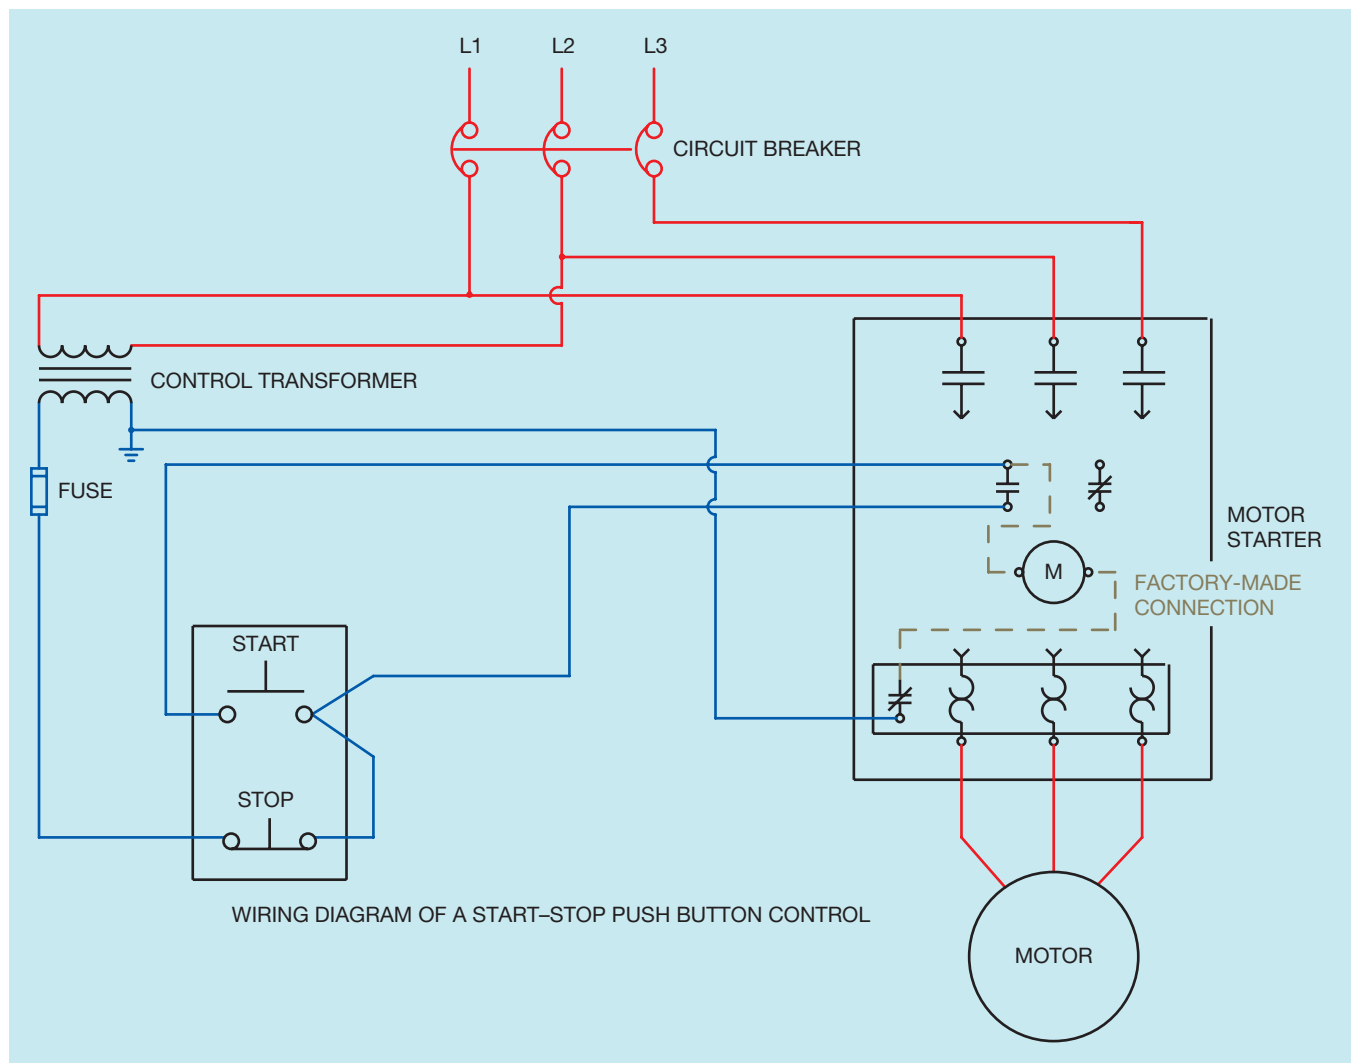 L1
L2
L3
CIRCUIT BREAKER
CONTROL TRANSFORMER
FUSE
MOTOR
STARTER
M
FACTORY-MADE
CONNECTION
START
STOP
WIRING DIAGRAM OF A START–STOP PUSH BUTTON CONTROL
MOTOR